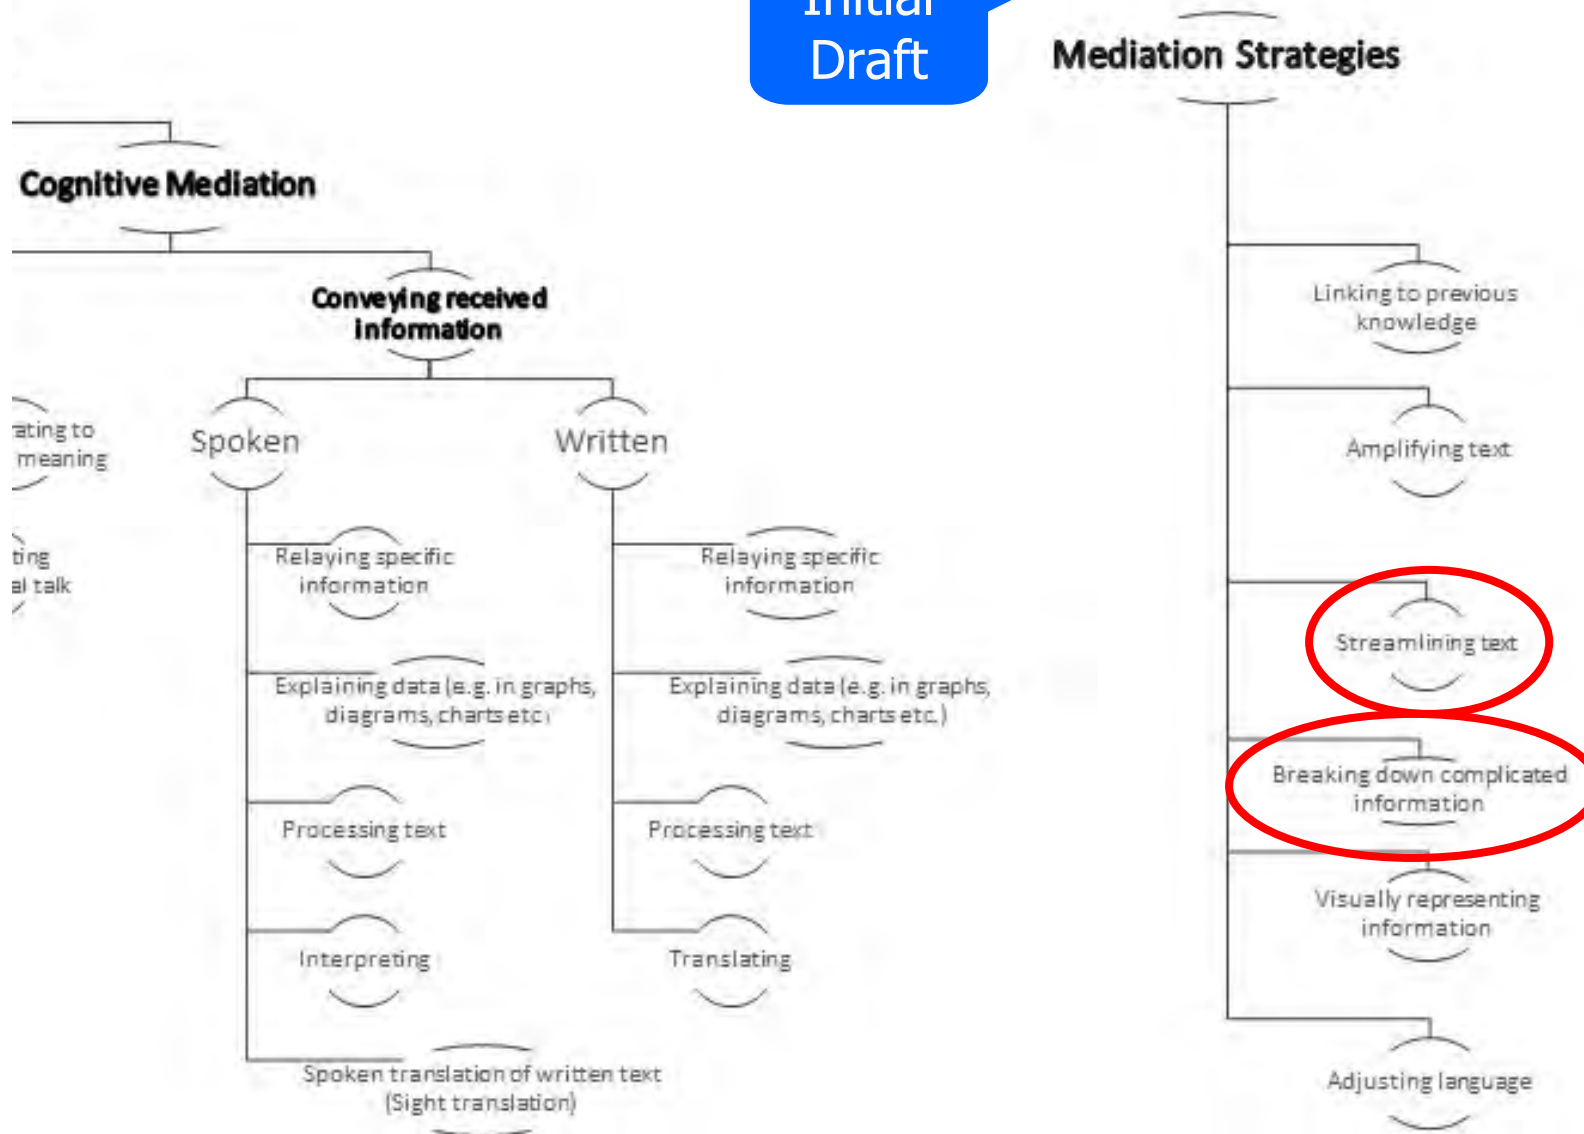 Initial
Draft
Mediation Strategies
Cognitive Mediation
Conveying received
information
Spoken
Written
meaning
talk
Relaying specific
information
Explaining data (e.g. in graphs,
diagrams, charts etc)
Processing text
Interpreting
Spoken translation of written text
(Sight translation)
Relaying specific
information
Explaining data (e.g. in graphs,
diagrams, charts etc.)
Processing text
Translating
Linking to previous
knowledge
Amplifying text
Streamlining text
Breaking down complicated
information
Visually representing
information
Adjusting language